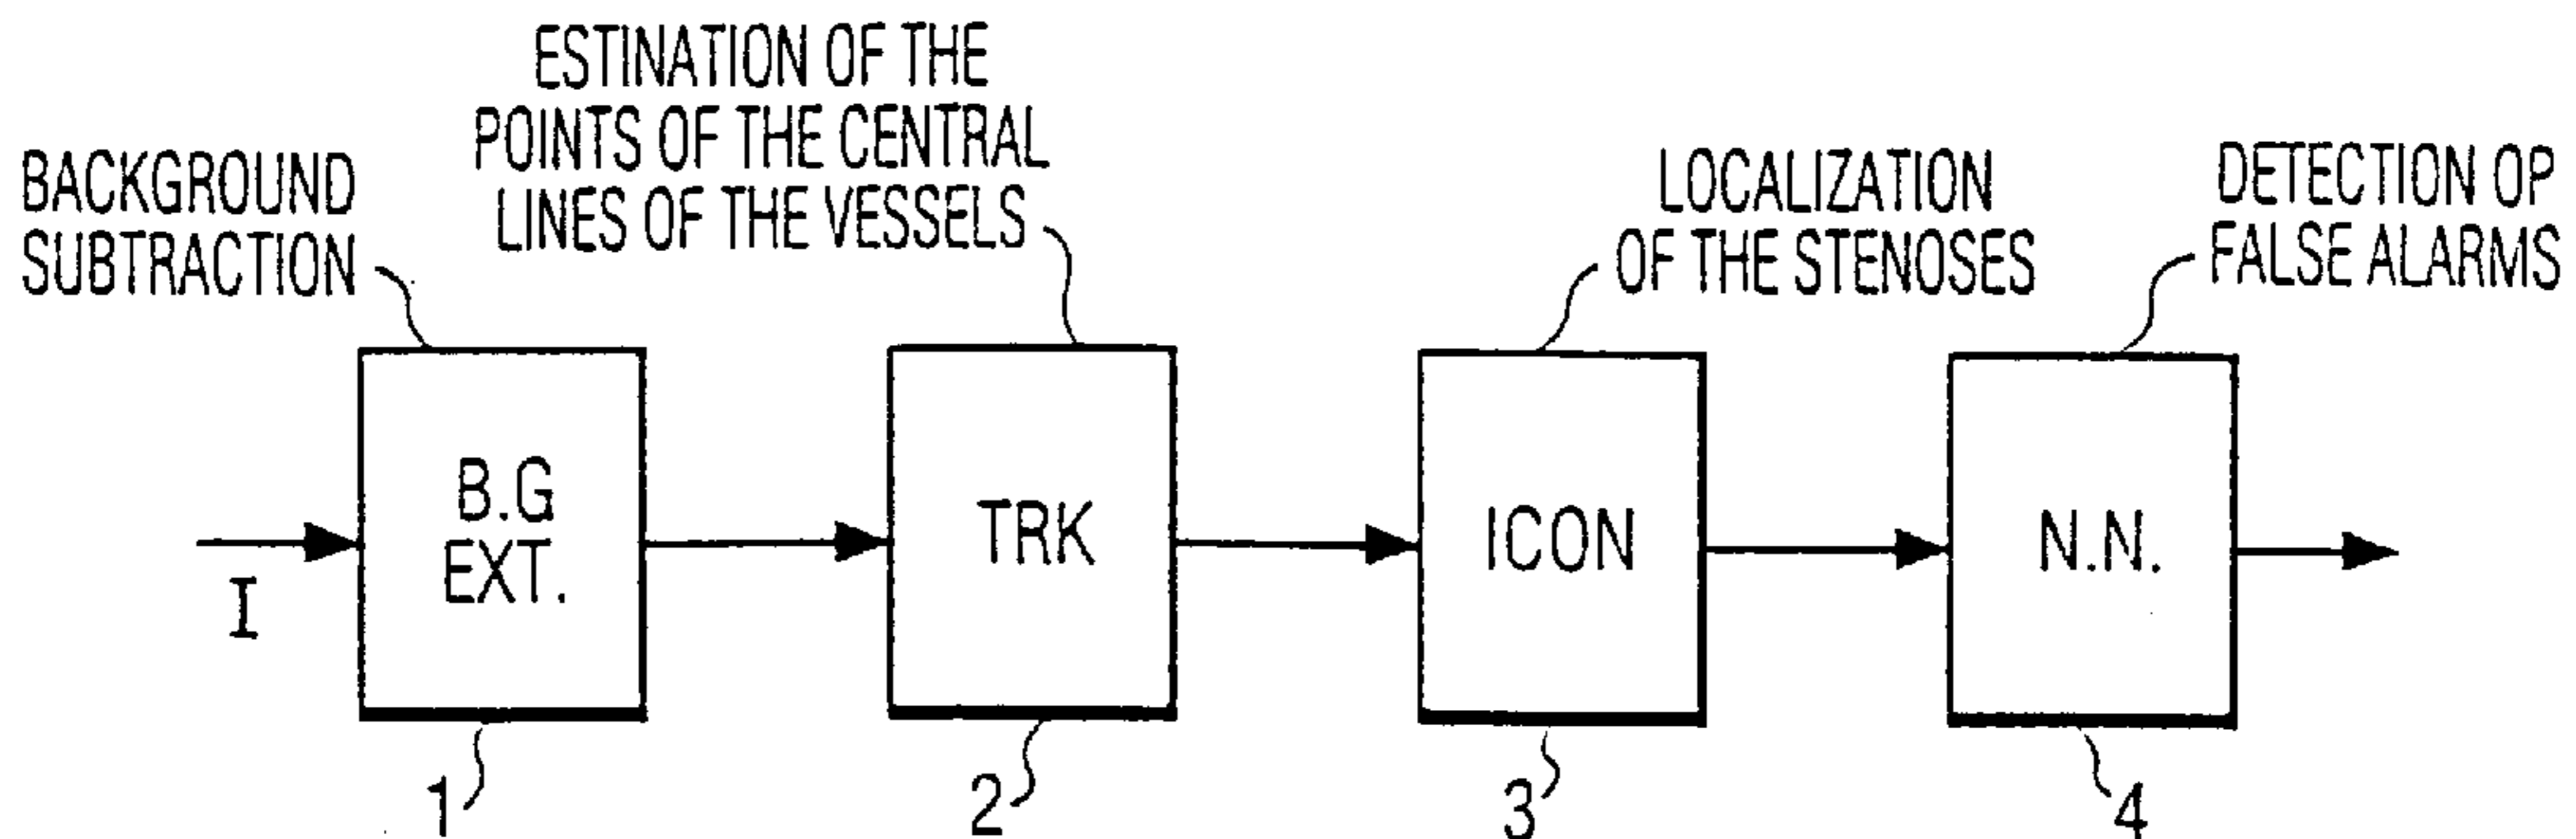 BACKGROUND
SUBTRACTION
ESTINATION OF THE
POINTS OF THE CENTRAL
LINES OF THE VESSELS
LOCALIZATION
OF THE STENOSES
DETECTION OP
FALSE ALARMS
I
B.G
EXT.
TRK
ICON
N.N.
1
2
3
4